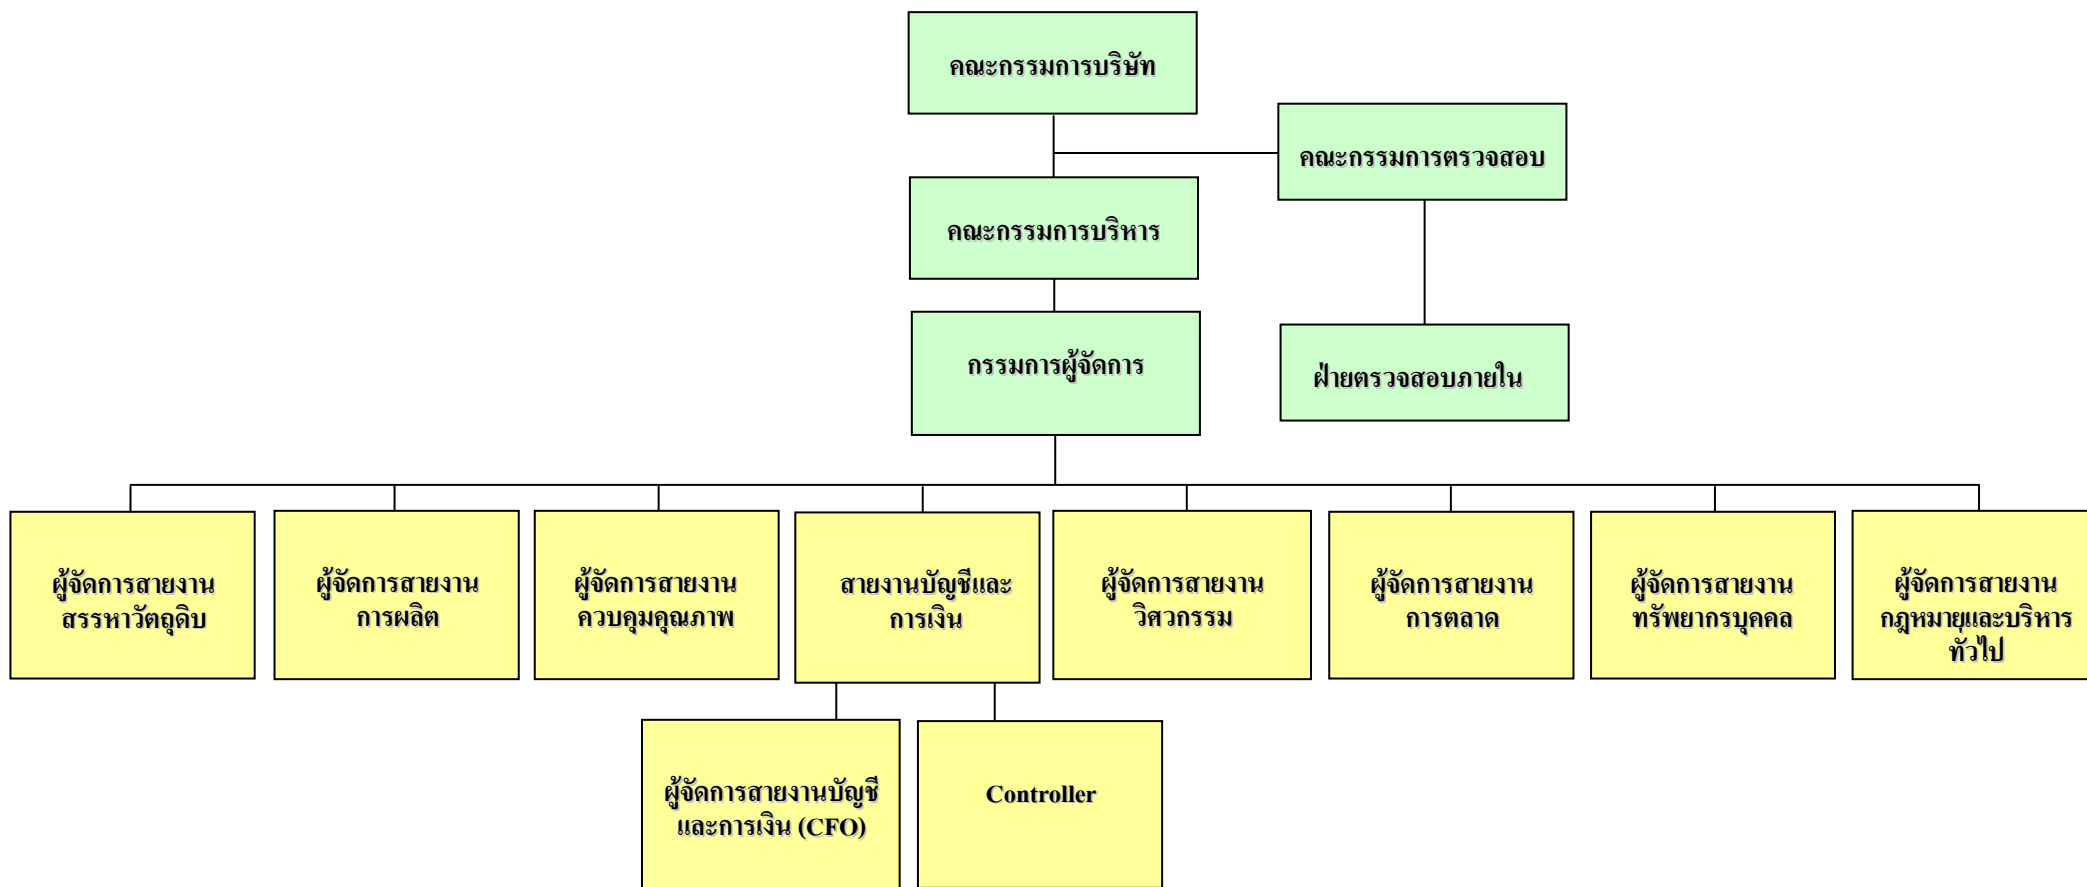 คณะกรรมการบริษัท
คณะกรรมการตรวจสอบ
คณะกรรมการบริหาร
กรรมการผู้จัดการ
ฝ่ายตรวจสอบภายใน
ผู้จัดการสายงาน
สรรหาวัตถุดิบ
ผู้จัดการสายงาน
การผลิต
ผู้จัดการสายงาน
ควบคุมคุณภาพ
สายงานบัญชีและ
การเงิน
ผู้จัดการสายงาน
วิศวกรรม
ผู้จัดการสายงาน
การตลาด
ผู้จัดการสายงาน
ทรัพยากรบุคคล
ผู้จัดการสายงาน
กฎหมายและบริหาร
ทั่วไป
ผู้จัดการสายงานบัญชี
และการเงิน (CFO)
Controller